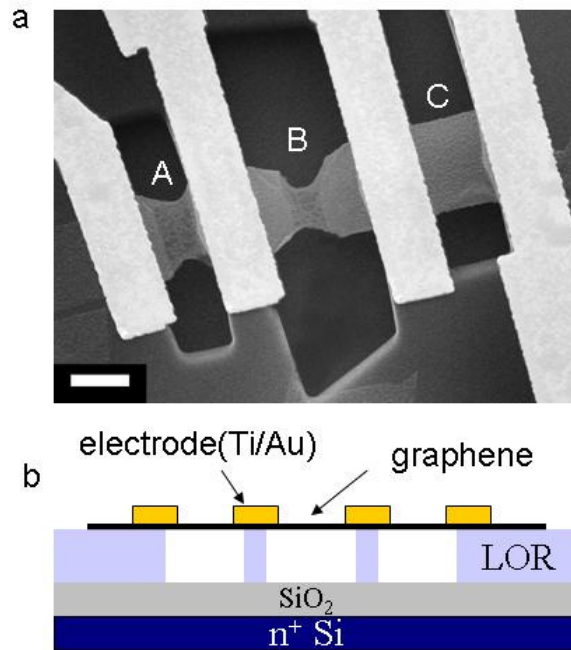 a
A
B
C
electrode(Ti/Au)
graphene
b
LOR
SiO₂
n⁺ Si